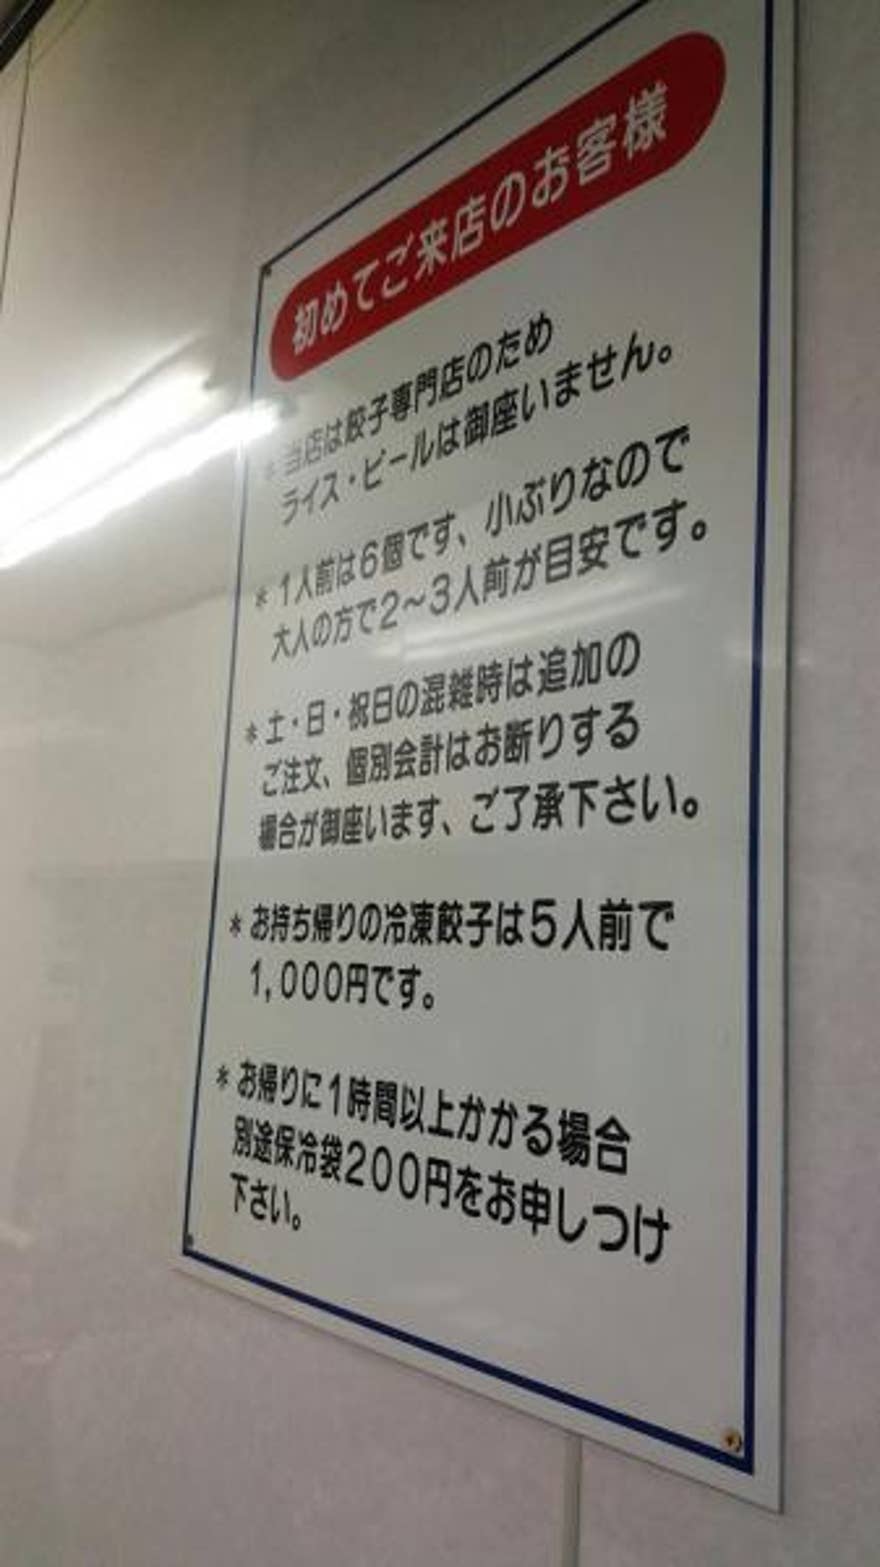 初めてご来店のお客様
* 当店は餃子専門店のため
ライス・ビールは御座いません。
* 1人前は6個です、小ぶりなので
大人の方で2〜3人前が目安です。
* 土・日・祝日の混雑時は追加の
ご注文、個別会計はお断りする
場合が御座います、ご了承下さい。
* お持ち帰りの冷凍餃子は5人前で
1,000円です。
* お帰りに1時間以上かかる場合
別途保冷袋200円をお申しつけ
下さい。